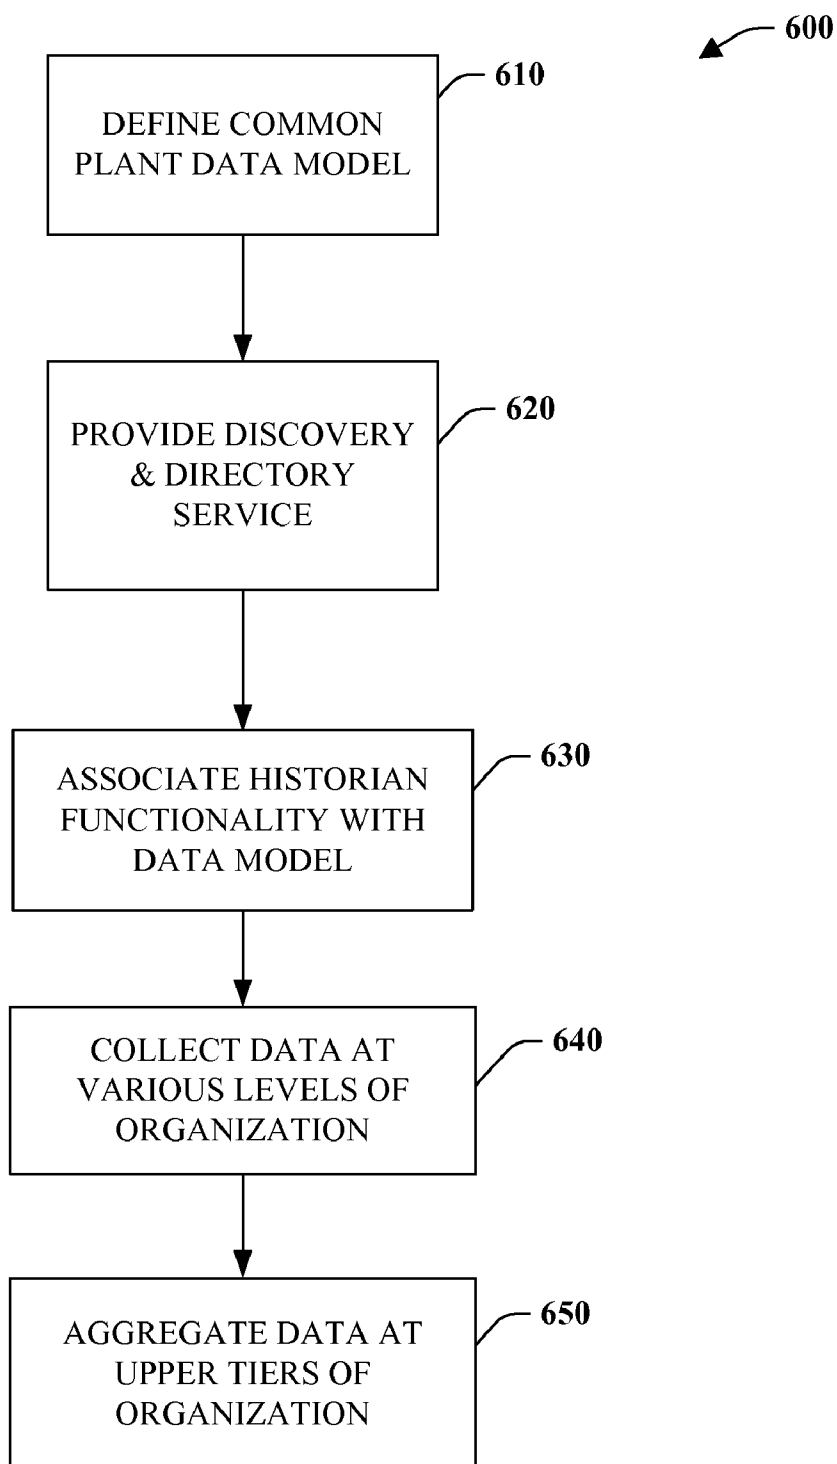 600
610
DEFINE COMMON
PLANT DATA MODEL
620
PROVIDE DISCOVERY
& DIRECTORY
SERVICE
630
ASSOCIATE HISTORIAN
FUNCTIONALITY WITH
DATA MODEL
640
COLLECT DATA AT
VARIOUS LEVELS OF
ORGANIZATION
650
AGGREGATE DATA AT
UPPER TIERS OF
ORGANIZATION